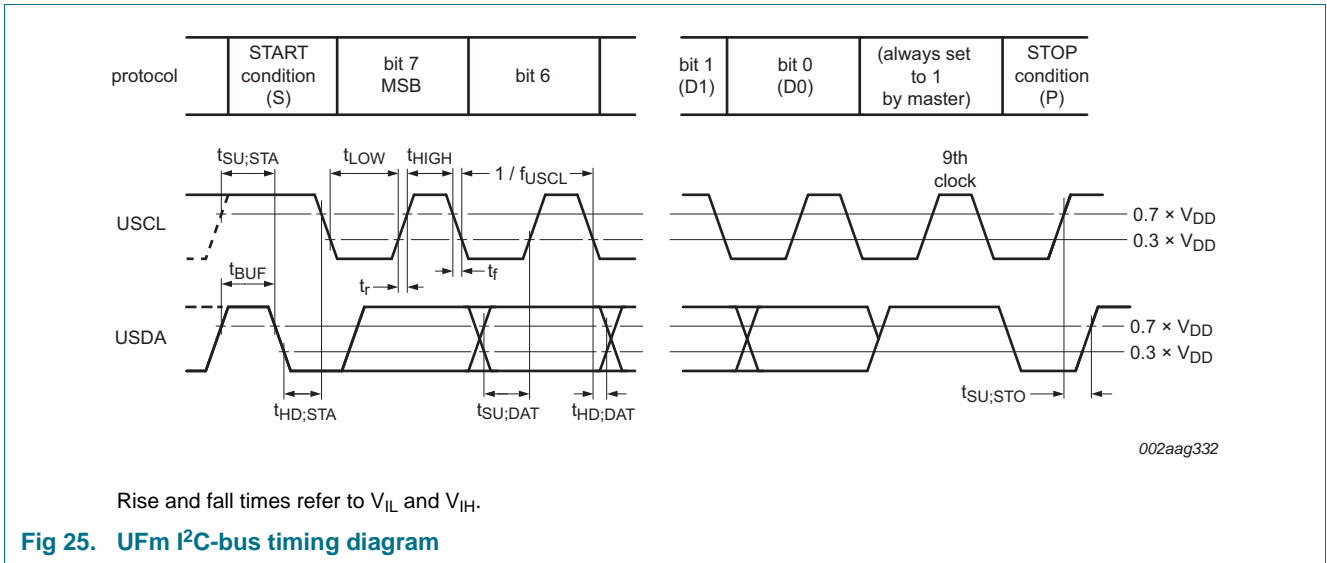 protocol
START
condition
(S)
bit 7
MSB
bit 6
bit 1
(D1)
bit 0
(D0)
(always set
to 1
by master)
STOP
condition
(P)
tSU;STA
tLOW
tHIGH
1 / fUSCL
9th
clock
USCL
0.7 × VDD
0.3 × VDD
tBUF
tr
tf
USDA
0.7 × VDD
0.3 × VDD
tHD;STA
tSU;DAT
tHD;DAT
tSU;STO
002aag332
Rise and fall times refer to VIL and VIH.
Fig 25. UFm I²C-bus timing diagram